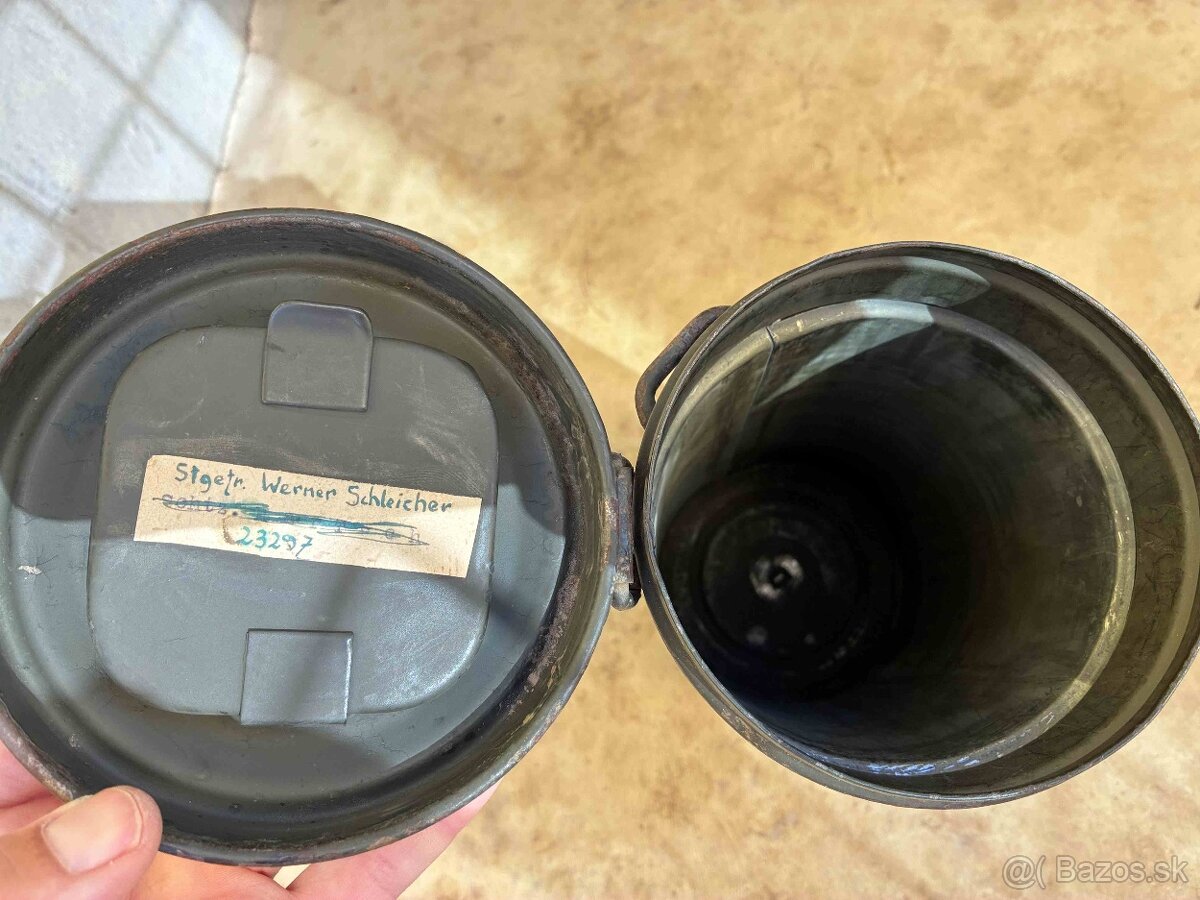 Stgefr. Werner Schleicher
23297
@( Bazos.sk